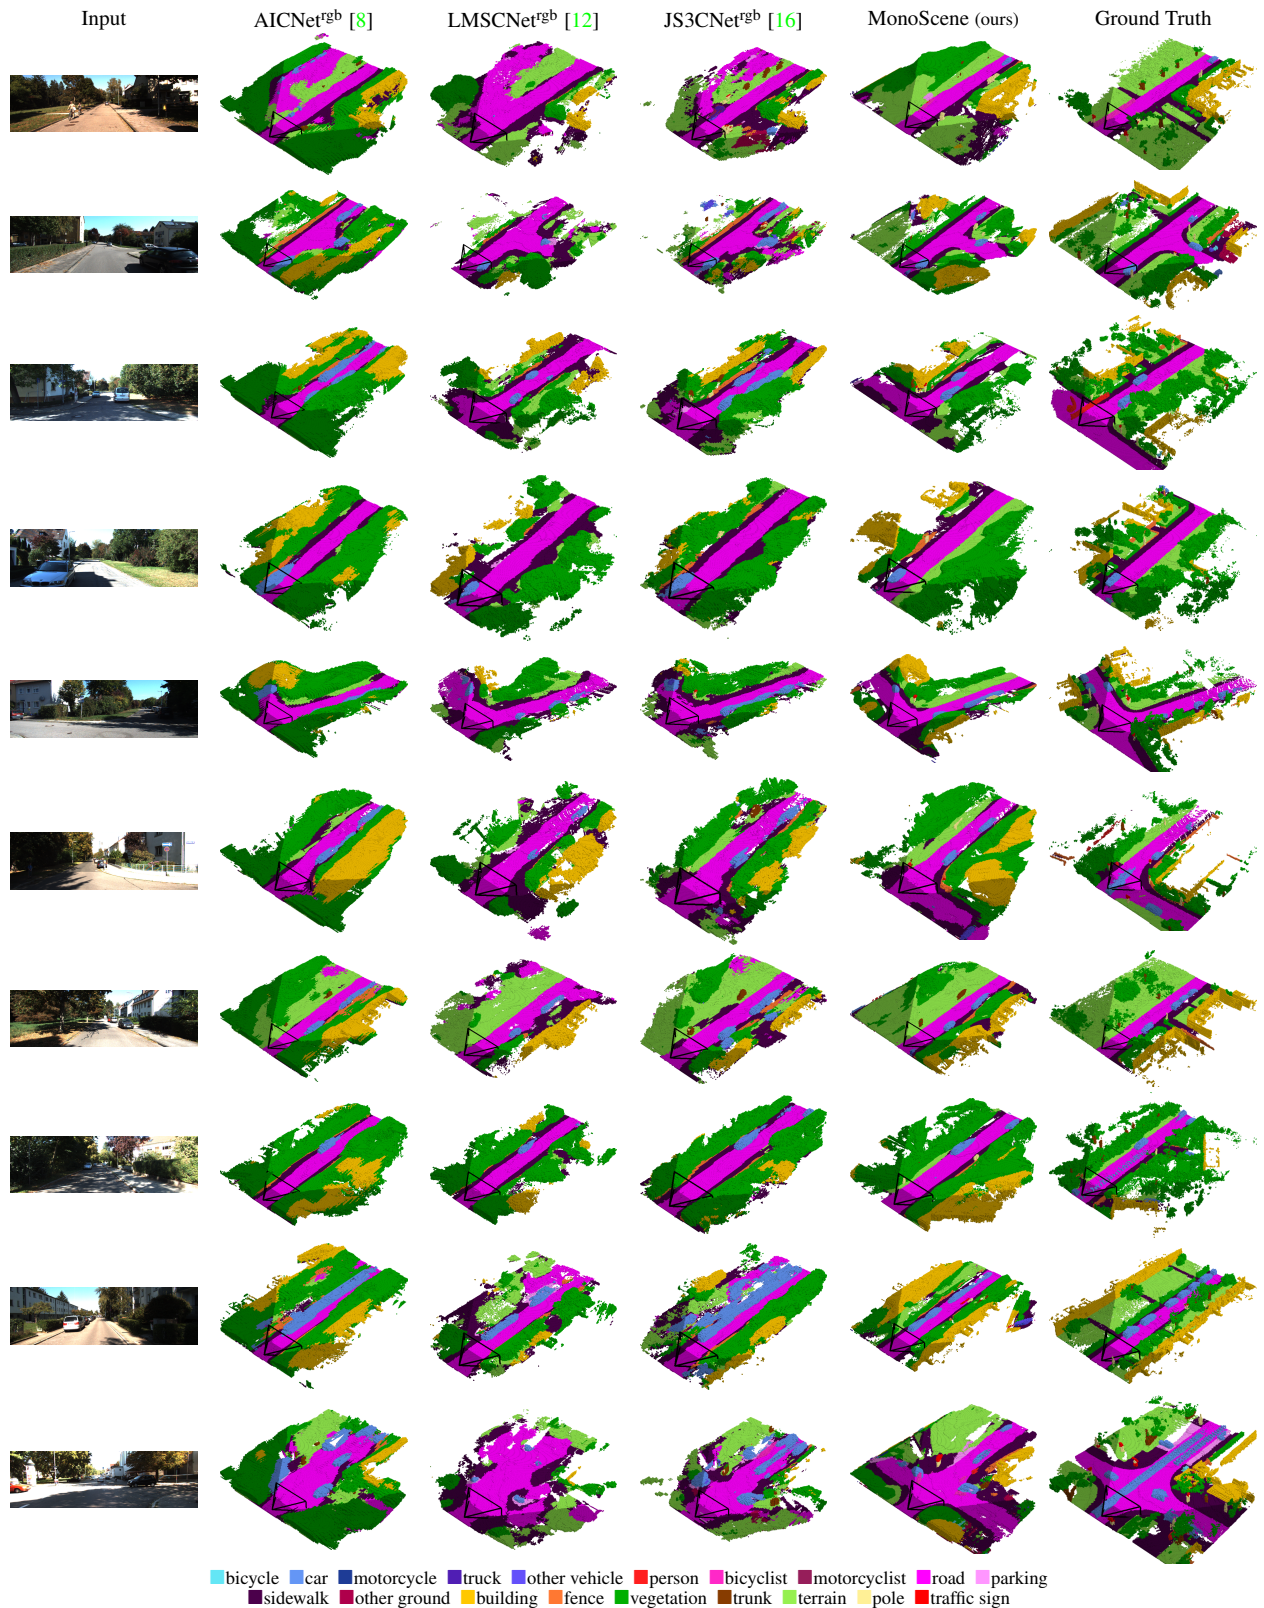 Input AICNetʳᵍᵇ [8] LMSCNetʳᵍᵇ [12] JS3CNetʳᵍᵇ [16] MonoScene (ours) Ground Truth
bicycle car motorcycle truck other vehicle person bicyclist motorcyclist road parking
sidewalk other ground building fence vegetation trunk terrain pole traffic sign